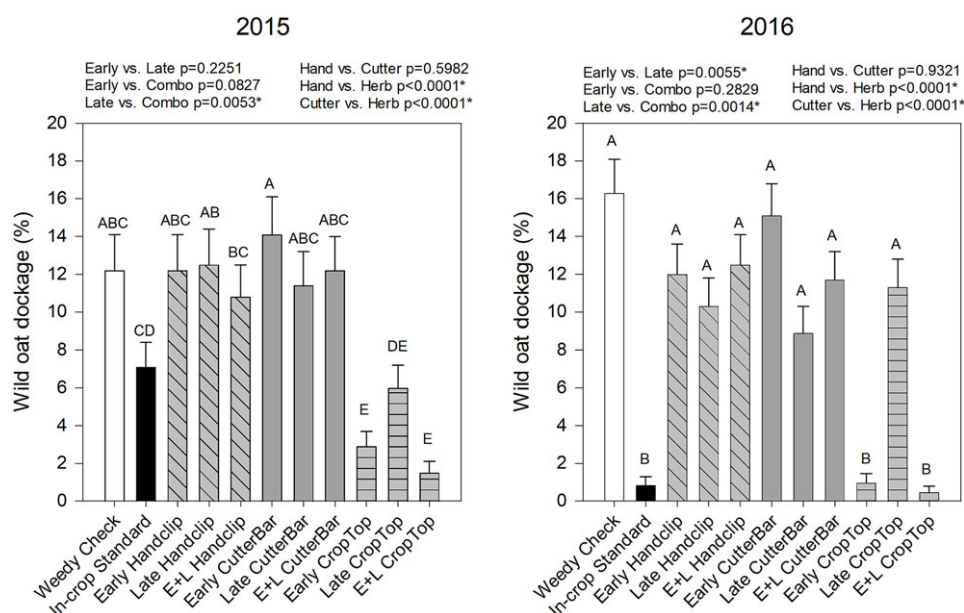 2015
Early vs. Late p=0.2251
Early vs. Combo p=0.0827
Late vs. Combo p=0.0053*
Hand vs. Cutter p=0.5982
Hand vs. Herb p<0.0001*
Cutter vs. Herb p<0.0001*
Wild oat dockage (%)
20
18
16
14
12
10
8
6
4
2
0
ABC
CD
ABC
AB
BC
A
ABC
ABC
E
DE
E
Weedy Check
In-crop Standard
Early Handclip
Late Handclip
E+L Handclip
Early CutterBar
Late CutterBar
E+L CutterBar
Early CropTop
Late CropTop
E+L CropTop
2016
Early vs. Late p=0.0055*
Early vs. Combo p=0.2829
Late vs. Combo p=0.0014*
Hand vs. Cutter p=0.9321
Hand vs. Herb p<0.0001*
Cutter vs. Herb p<0.0001*
Wild oat dockage (%)
20
18
16
14
12
10
8
6
4
2
0
A
B
A
A
A
A
A
A
B
A
B
Weedy Check
In-crop Standard
Early Handclip
Late Handclip
E+L Handclip
Early CutterBar
Late CutterBar
E+L CutterBar
Early CropTop
Late CropTop
E+L CropTop